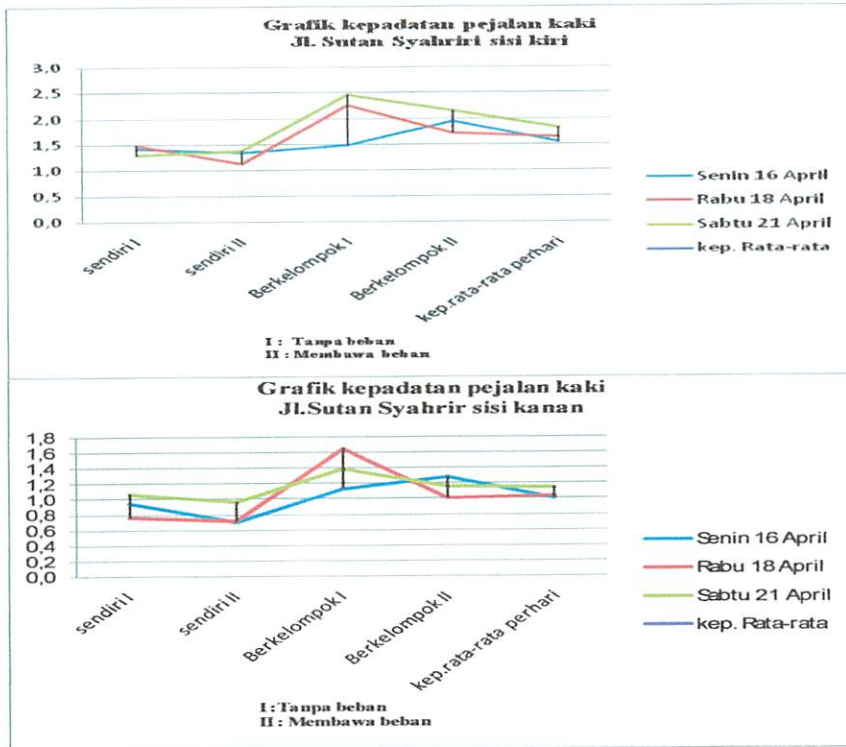 Grafik kepadatan pejalan kaki
Jl. Sutan Syahriri sisi kiri
3,0
2,5
2,0
1,5
1,0
0,5
0,0
sendiri I
sendiri II
Berkelompok I
Berkelompok II
kep.rata-rata perhari
Senin 16 April
Rabu 18 April
Sabtu 21 April
kep. Rata-rata
I : Tanpa beban
II : Membawa beban
Grafik kepadatan pejalan kaki
Jl.Sutan Syahrir sisi kanan
1,8
1,6
1,4
1,2
1,0
0,8
0,6
0,4
0,2
0,0
sendiri I
sendiri II
Berkelompok I
Berkelompok II
kep.rata-rata perhari
Senin 16 April
Rabu 18 April
Sabtu 21 April
kep. Rata-rata
I :Tanpa beban
II : Membawa beban